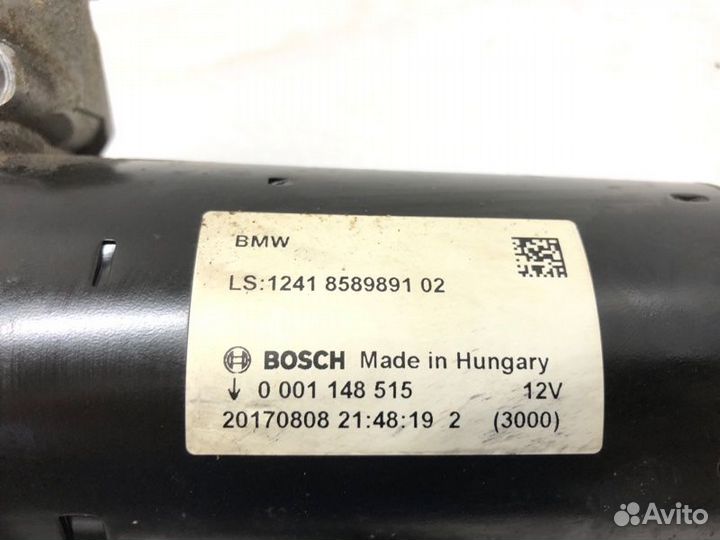 BMW
LS:1241 8589891 02
BOSCH Made in Hungary
↓ 0 001 148 515 12V
20170808 21:48:19 2 (3000)
Avito